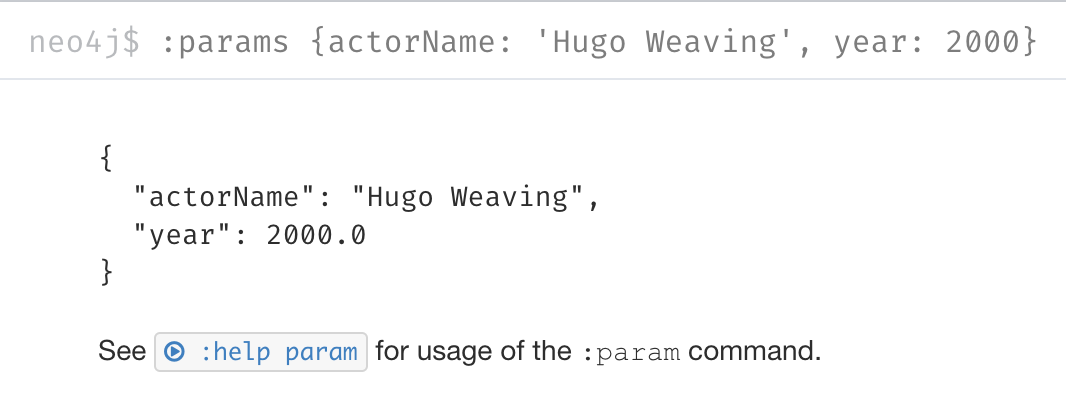 neo4j$ :params {actorName: 'Hugo Weaving', year: 2000}
{
  "actorName": "Hugo Weaving",
  "year": 2000.0
}
See :help param for usage of the :param command.